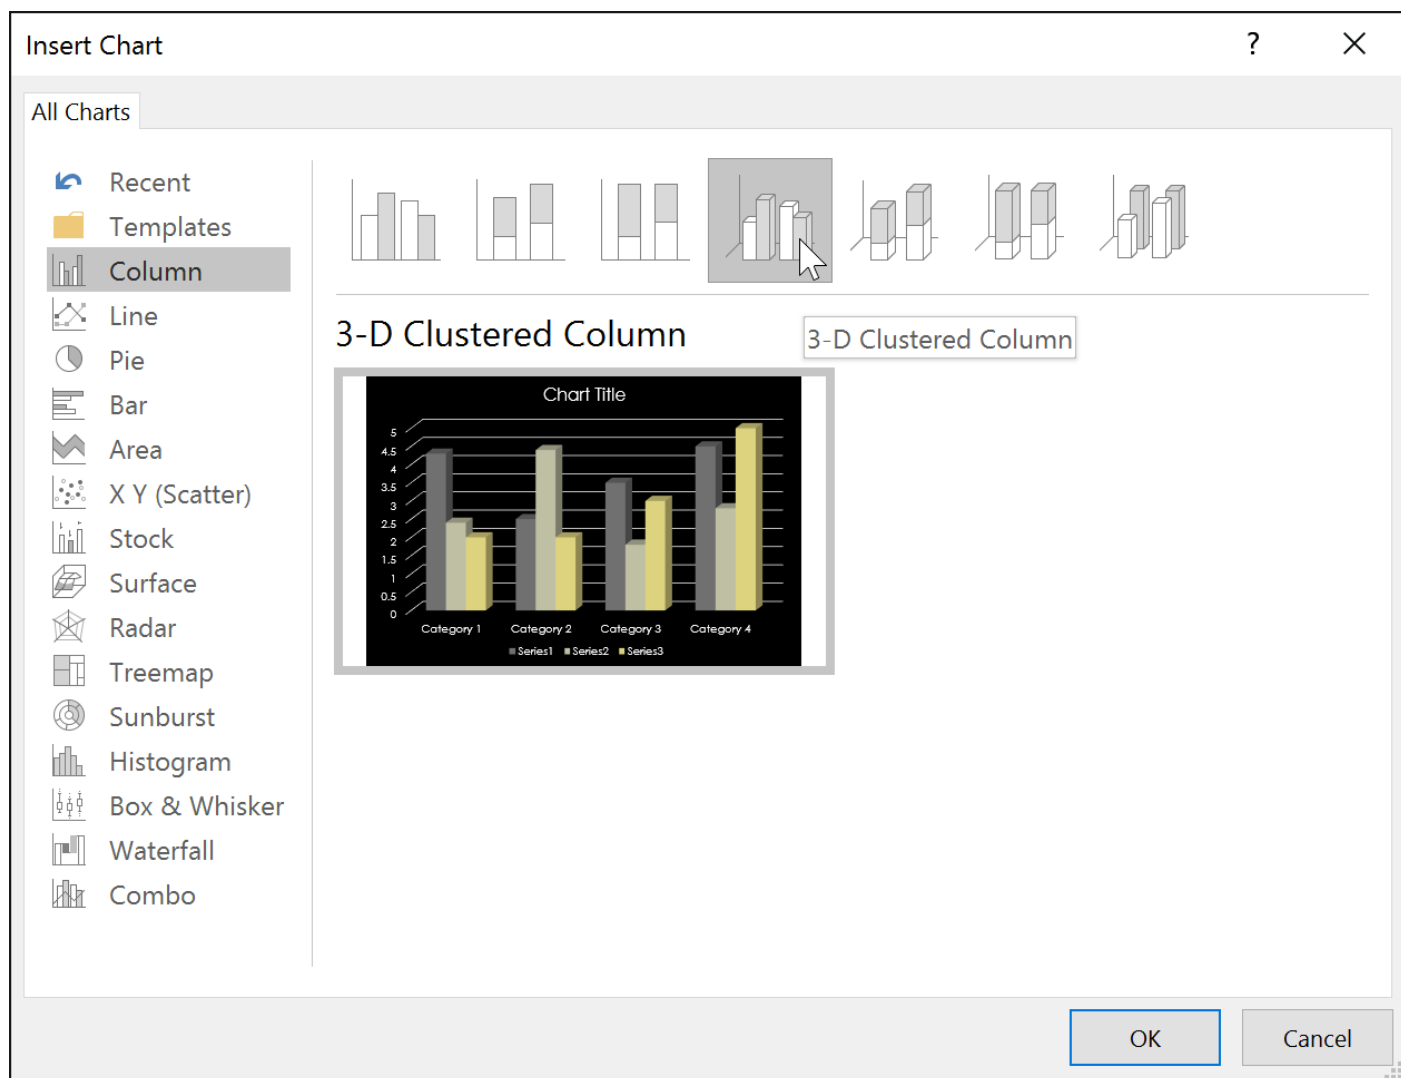 Insert Chart
?
All Charts
Recent
Templates
Column
Line
Pie
Bar
Area
X Y (Scatter)
Stock
Surface
Radar
Treemap
Sunburst
Histogram
Box & Whisker
Waterfall
Combo
3-D Clustered Column
3-D Clustered Column
Chart Title
5
4.5
4
3.5
3
2.5
2
1.5
1
0.5
0
Category 1 Category 2 Category 3 Category 4
Series1 Series2 Series3
OK
Cancel